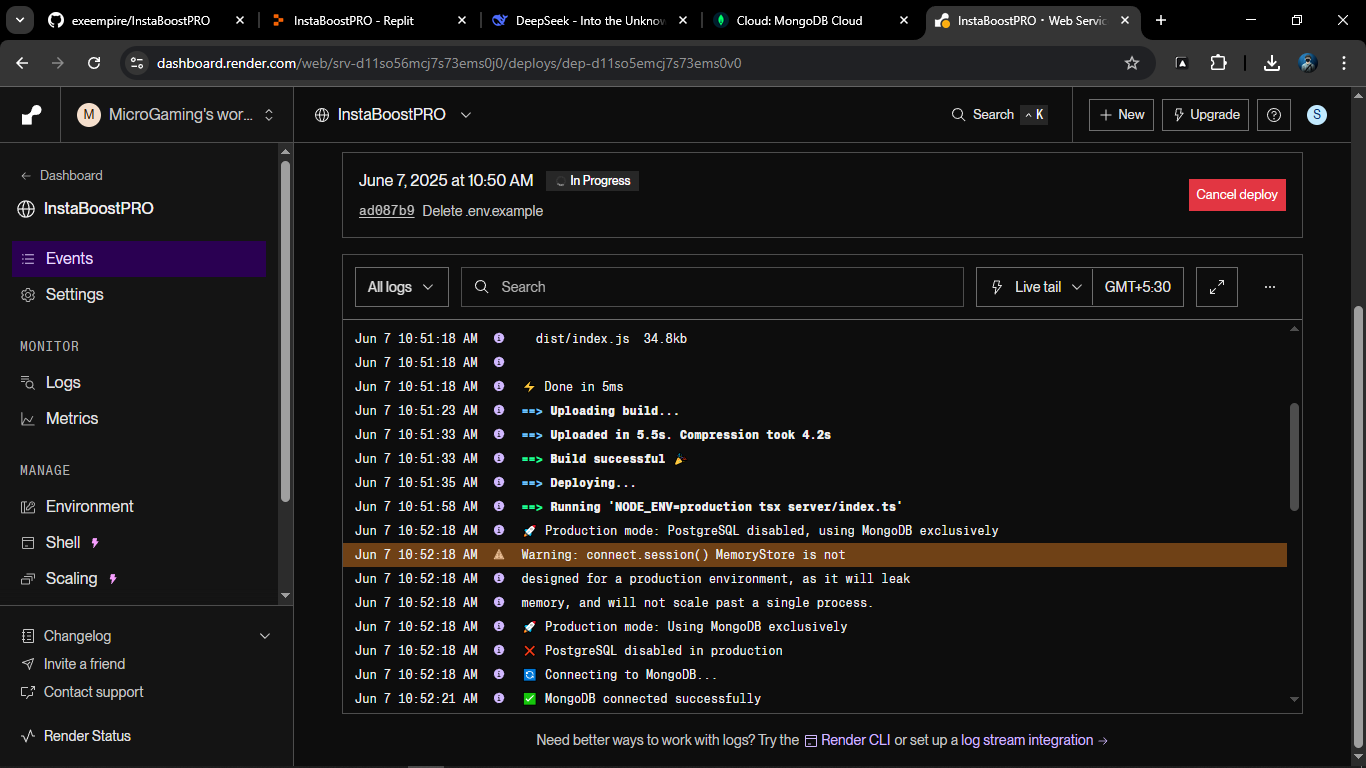 exeempire/InstaBoostPRO
InstaBoostPRO - Replit
DeepSeek - Into the Unknow
Cloud: MongoDB Cloud
InstaBoostPRO · Web Servic
dashboard.render.com/web/srv-d11so56mcj7s73ems0j0/deploys/dep-d11so5emcj7s73ems0v0
M MicroGaming's wor...
InstaBoostPRO
Search ^ K
+ New
Upgrade
S
← Dashboard
InstaBoostPRO
Events
Settings
MONITOR
Logs
Metrics
MANAGE
Environment
Shell
Scaling
Changelog
Invite a friend
Contact support
Render Status
June 7, 2025 at 10:50 AM In Progress
ad087b9 Delete .env.example
Cancel deploy
All logs
Search
Live tail
GMT+5:30
...
Jun 7 10:51:18 AM dist/index.js 34.8kb
Jun 7 10:51:18 AM
Jun 7 10:51:18 AM ⚡ Done in 5ms
Jun 7 10:51:23 AM ==> Uploading build...
Jun 7 10:51:33 AM ==> Uploaded in 5.5s. Compression took 4.2s
Jun 7 10:51:33 AM ==> Build successful 🎉
Jun 7 10:51:35 AM ==> Deploying...
Jun 7 10:51:58 AM ==> Running 'NODE_ENV=production tsx server/index.ts'
Jun 7 10:52:18 AM 🚀 Production mode: PostgreSQL disabled, using MongoDB exclusively
Jun 7 10:52:18 AM Warning: connect.session() MemoryStore is not
Jun 7 10:52:18 AM designed for a production environment, as it will leak
Jun 7 10:52:18 AM memory, and will not scale past a single process.
Jun 7 10:52:18 AM 🚀 Production mode: Using MongoDB exclusively
Jun 7 10:52:18 AM ❌ PostgreSQL disabled in production
Jun 7 10:52:18 AM 🔄 Connecting to MongoDB...
Jun 7 10:52:21 AM ✅ MongoDB connected successfully
Need better ways to work with logs? Try the Render CLI or set up a log stream integration →